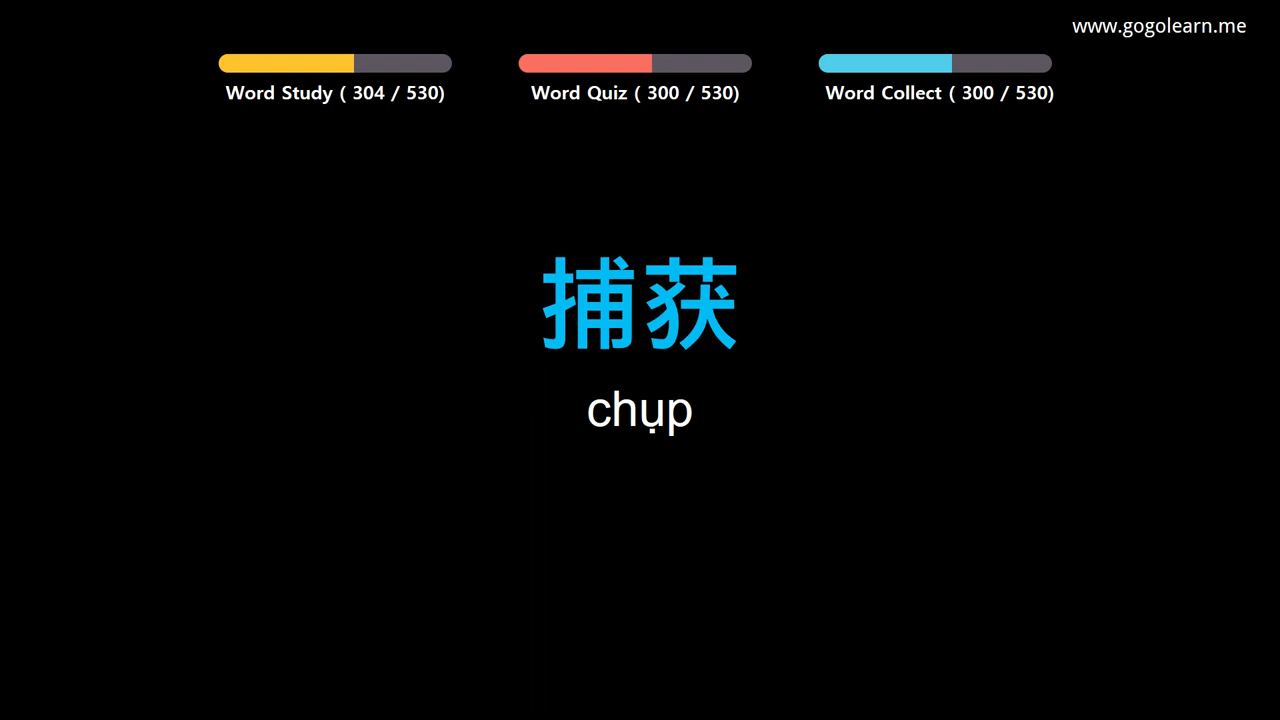 www.gogolearn.me
Word Study ( 304 / 530)
Word Quiz ( 300 / 530)
Word Collect ( 300 / 530)
捕获
chụp